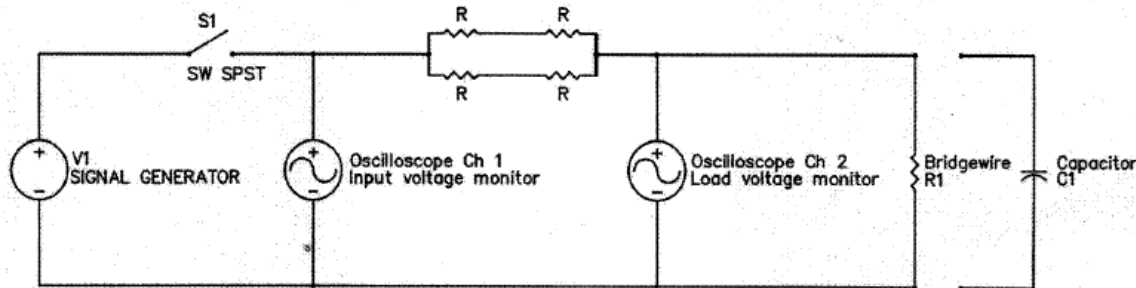 S1
SW SPST
R
R
R
R
+
-
V1
SIGNAL GENERATOR
+
-
Oscilloscope Ch 1
Input voltage monitor
+
-
Oscilloscope Ch 2
Load voltage monitor
Bridgewire
R1
Capacitor
C1